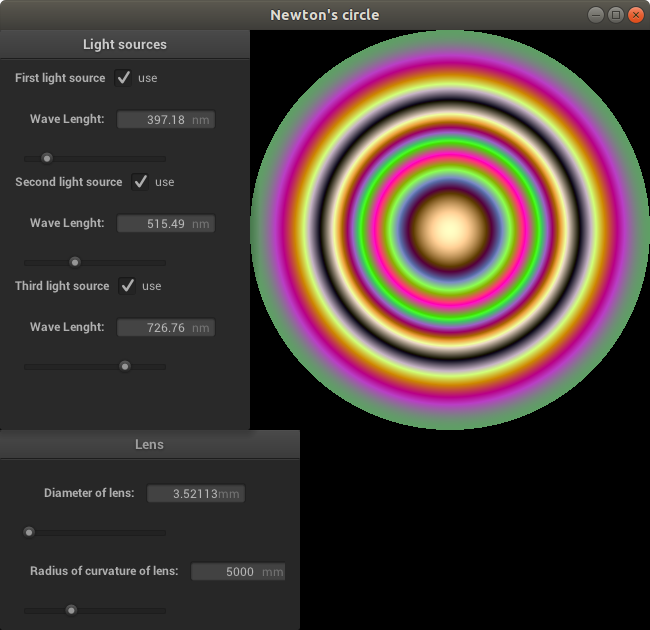 Newton's circle
Light sources
First light source use
Wave Lenght: 397.18 nm
Second light source use
Wave Lenght: 515.49 nm
Third light source use
Wave Lenght: 726.76 nm
Lens
Diameter of lens: 3.52113mm
Radius of curvature of lens: 5000 mm